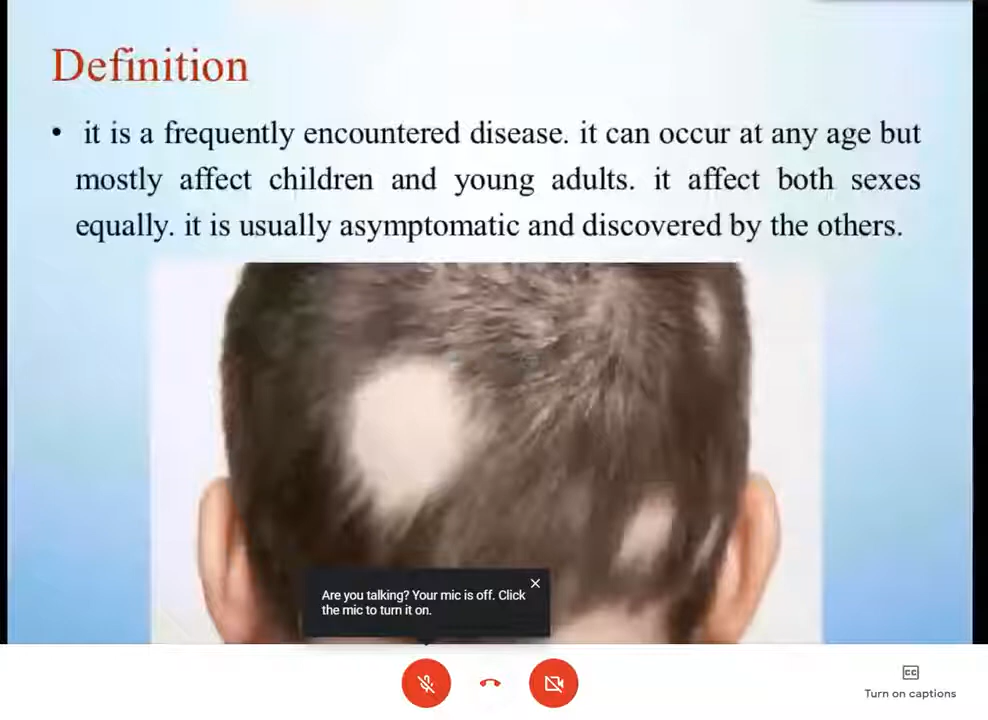 Definition
• it is a frequently encountered disease. it can occur at any age but
mostly affect children and young adults. it affect both sexes
equally. it is usually asymptomatic and discovered by the others.
Are you talking? Your mic is off. Click
the mic to turn it on.
CC
Turn on captions